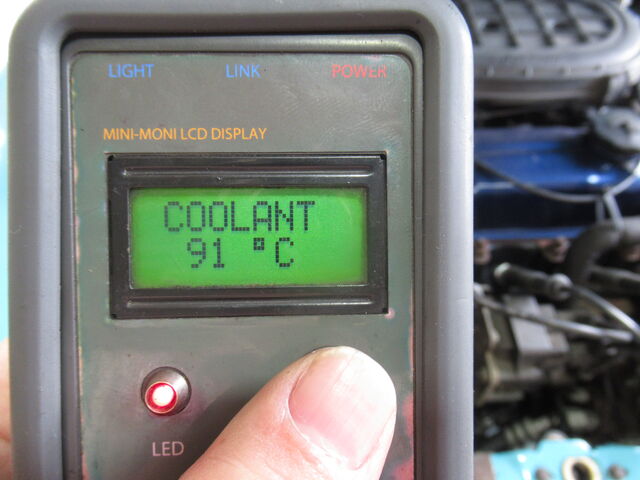 LIGHT LINK POWER
MINI-MONI LCD DISPLAY
COOLANT
91 °C
LED